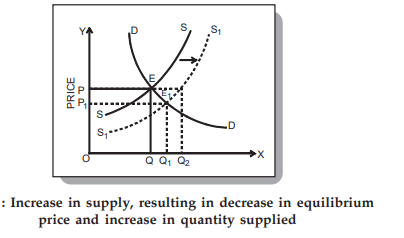 Y
D
S
S1
PRICE
P
E
E1
P1
S
S1
D
O
Q Q1 Q2
X
: Increase in supply, resulting in decrease in equilibrium
price and increase in quantity supplied